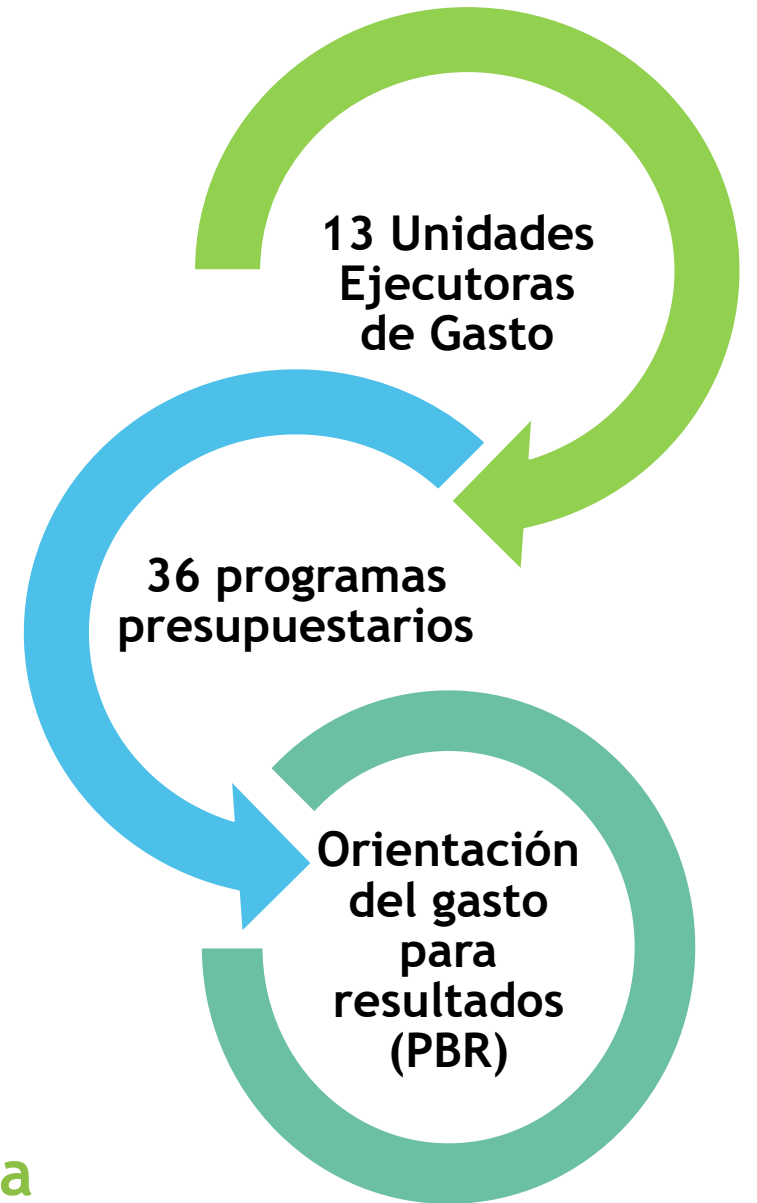 13 Unidades
Ejecutoras
de Gasto
36 programas
presupuestarios
Orientación
del gasto
para
resultados
(PBR)
a